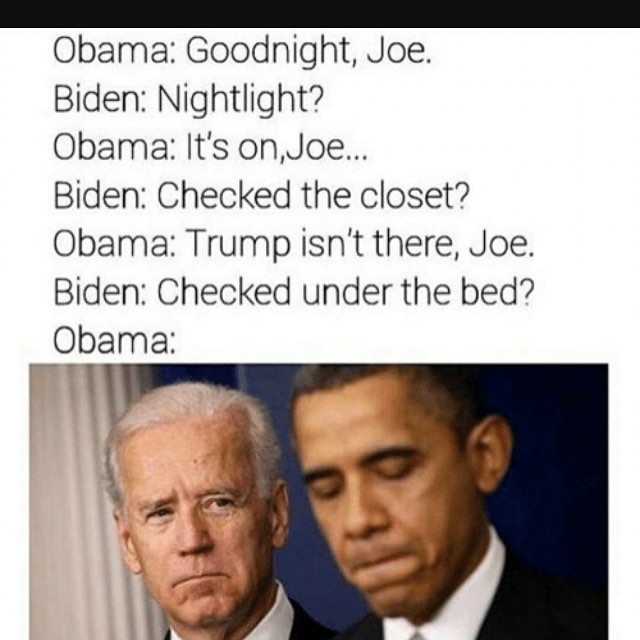 Obama: Goodnight, Joe.
Biden: Nightlight?
Obama: It's on,Joe...
Biden: Checked the closet?
Obama: Trump isn't there, Joe.
Biden: Checked under the bed?
Obama: